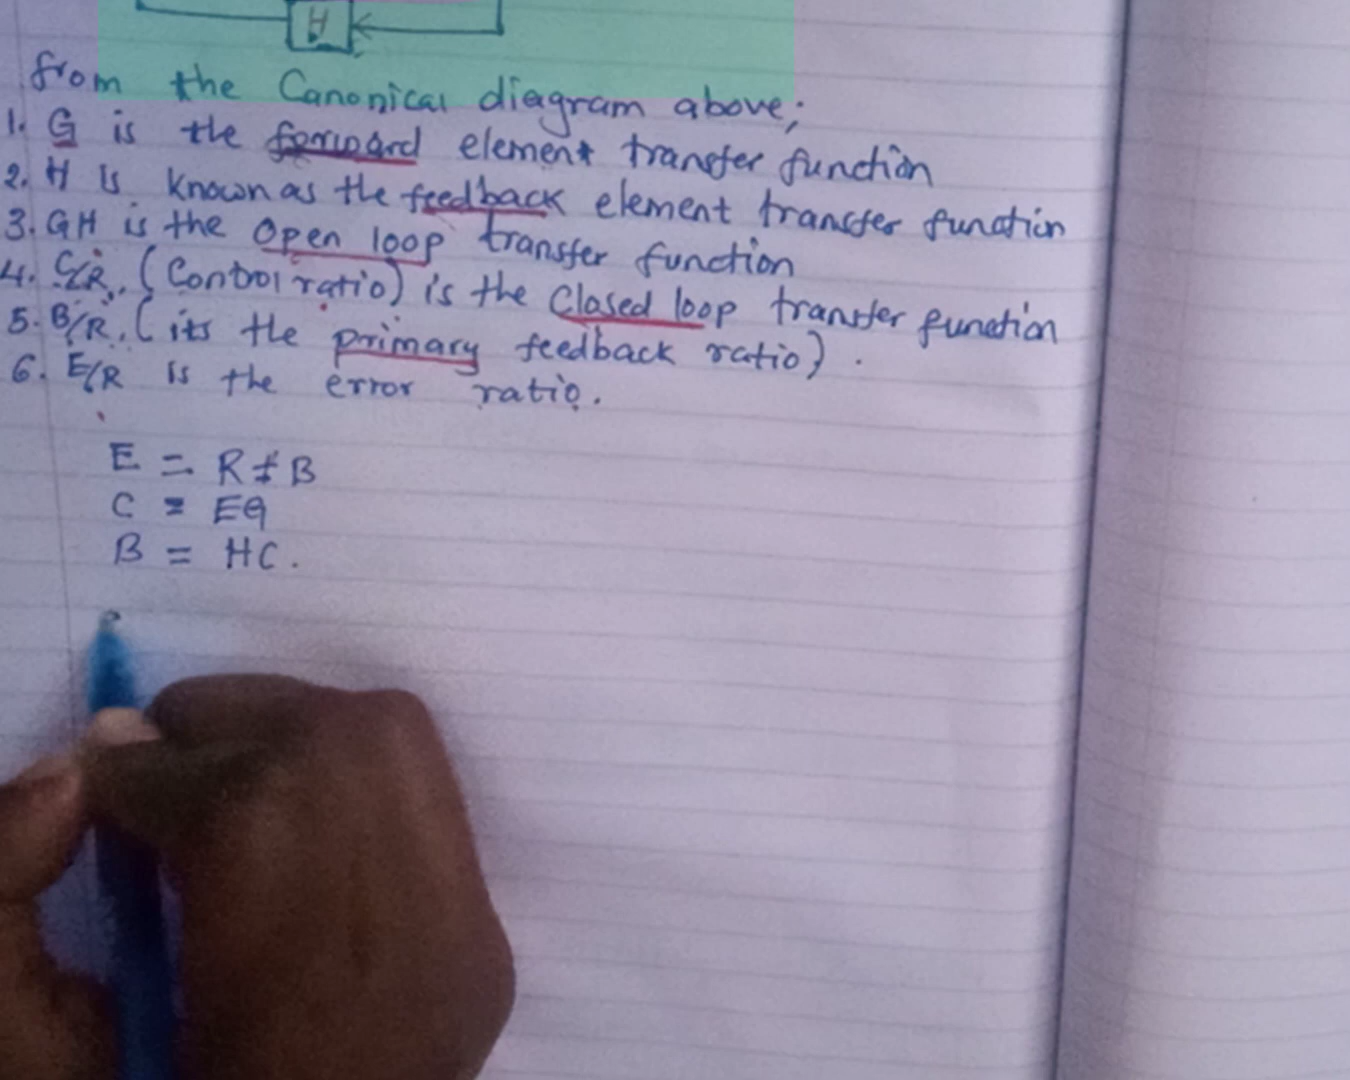 H
from the Canonical diagram above;
1. G is the forward element transfer function
2. H is known as the feedback element transfer function
3. GH is the open loop transfer function
4. C/R, (Control ratio) is the Closed loop transfer function
5. B/R, (its the primary feedback ratio).
6. E/R is the error ratio.
E = R ∓ B
C = EG
B = HC.